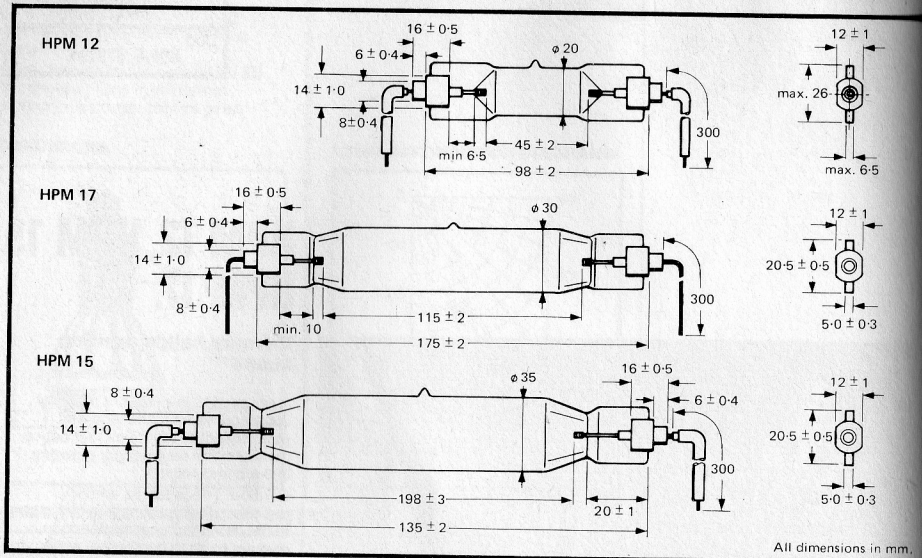 HPM 12
16 ± 0·5
6 ± 0·4
14 ± 1·0
8 ± 0·4
ø 20
300
min 6·5
45 ± 2
98 ± 2
12 ± 1
max. 26
max. 6·5
HPM 17
16 ± 0·5
6 ± 0·4
14 ± 1·0
8 ± 0·4
ø 30
300
min. 10
115 ± 2
175 ± 2
12 ± 1
20·5 ± 0·5
5·0 ± 0·3
HPM 15
8 ± 0·4
14 ± 1·0
ø 35
16 ± 0·5
6 ± 0·4
300
198 ± 3
20 ± 1
135 ± 2
12 ± 1
20·5 ± 0·5
5·0 ± 0·3
All dimensions in mm.